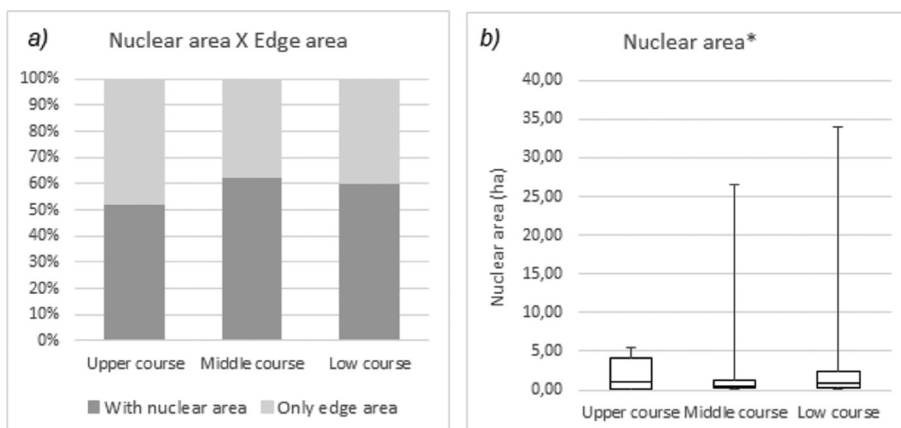 a)
Nuclear area X Edge area
100%
90%
80%
70%
60%
50%
40%
30%
20%
10%
0%
Upper course Middle course Low course
With nuclear area Only edge area
b)
Nuclear area*
Nuclear area (ha)
40,00
35,00
30,00
25,00
20,00
15,00
10,00
5,00
0,00
Upper course Middle course Low course